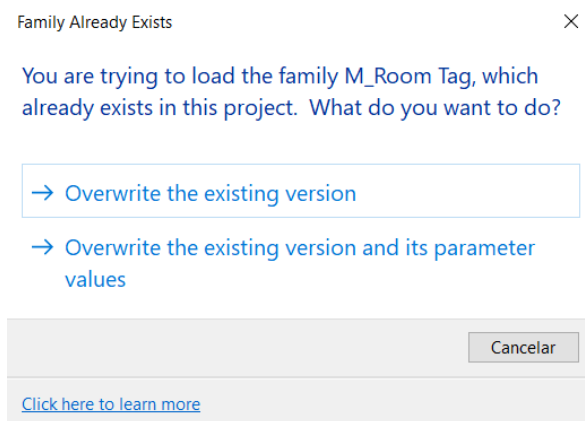 Family Already Exists
You are trying to load the family M_Room Tag, which
already exists in this project.  What do you want to do?
Overwrite the existing version
Overwrite the existing version and its parameter
values
Cancelar
Click here to learn more